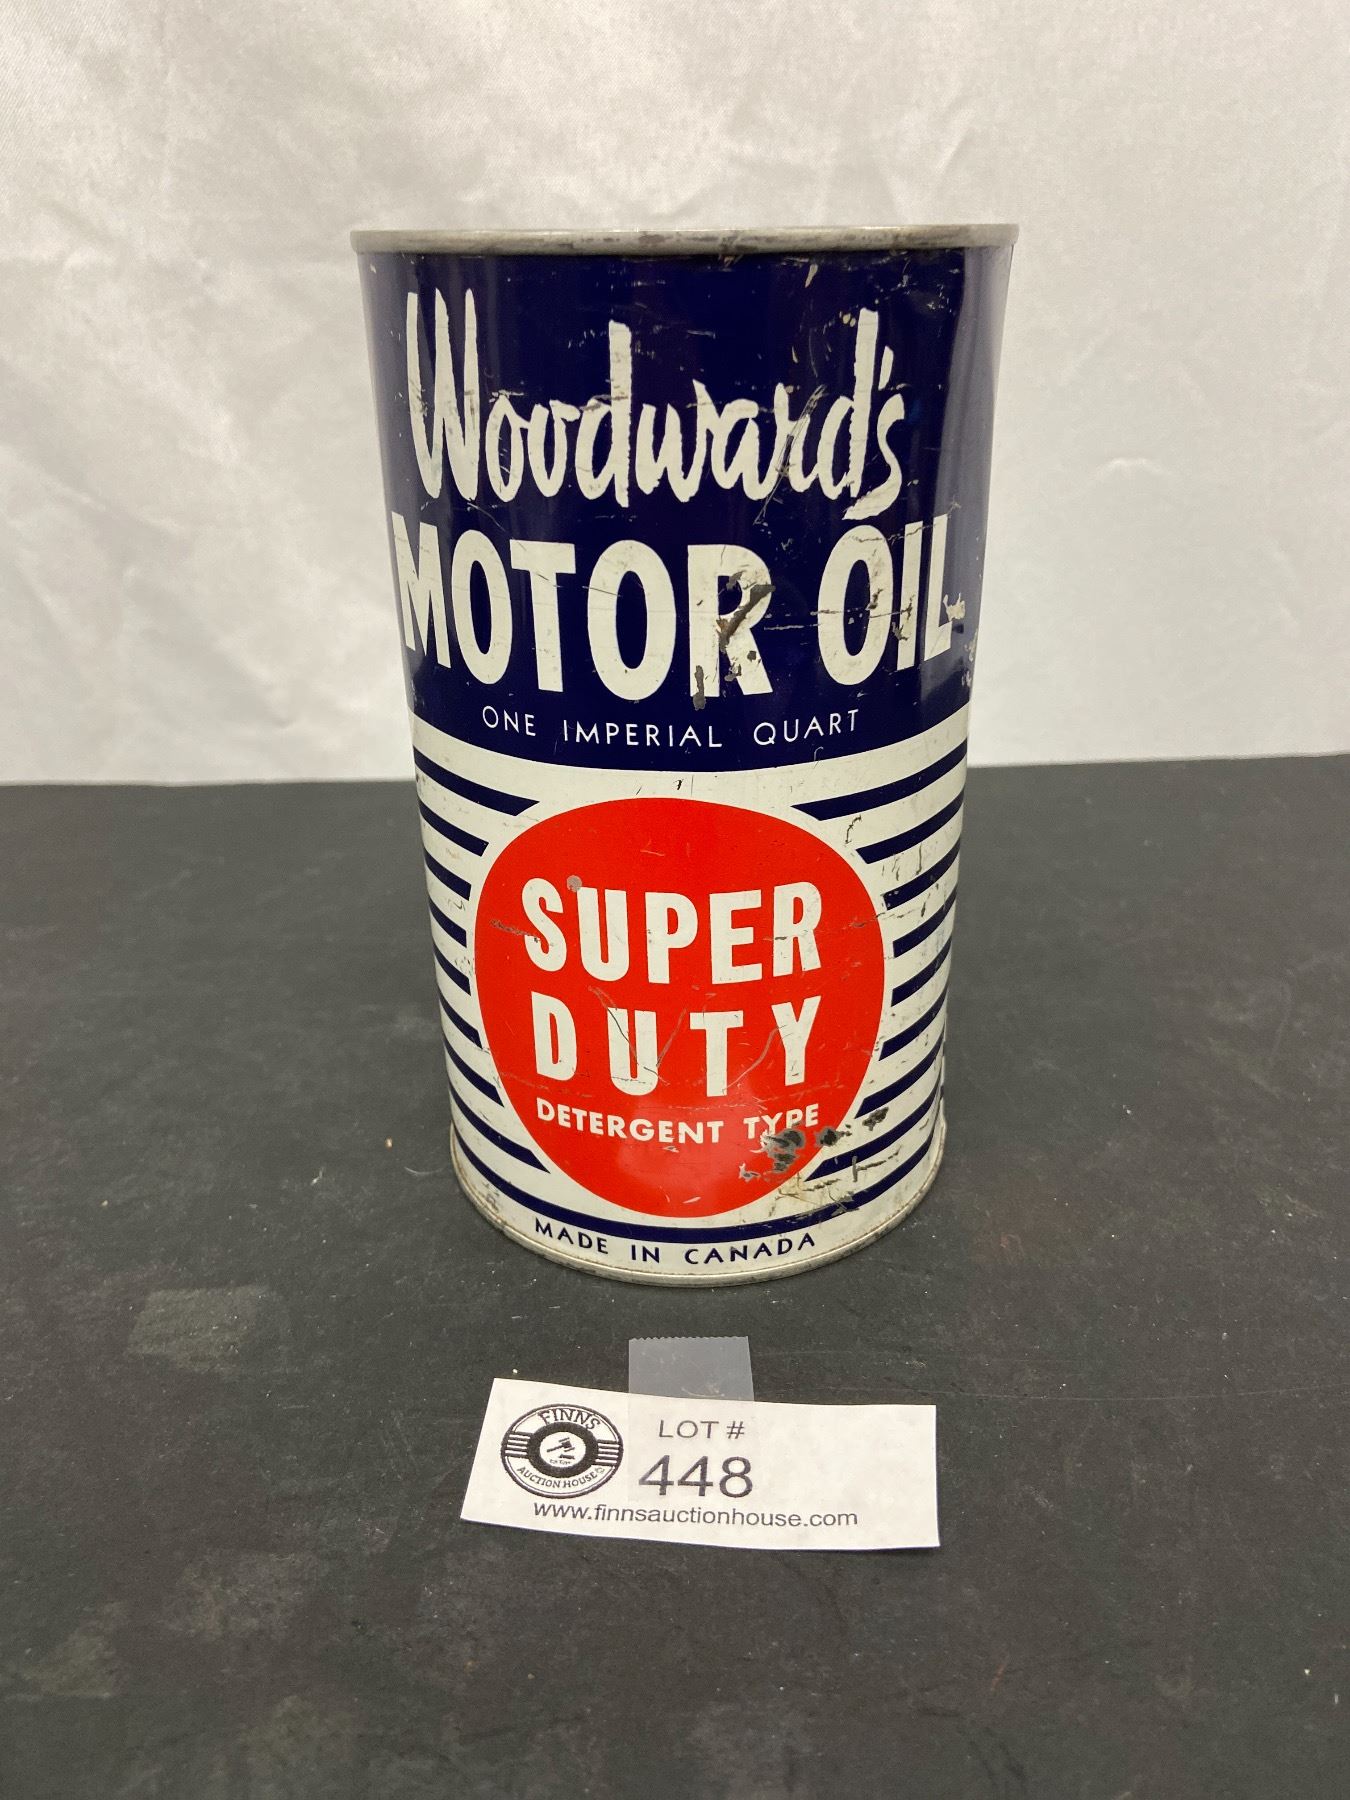 Woodward's
MOTOR OIL
ONE IMPERIAL QUART
SUPER
DUTY
DETERGENT TYPE
MADE IN CANADA
FINNS
AUCTION HOUSE
LOT #
448
www.finnsauctionhouse.com